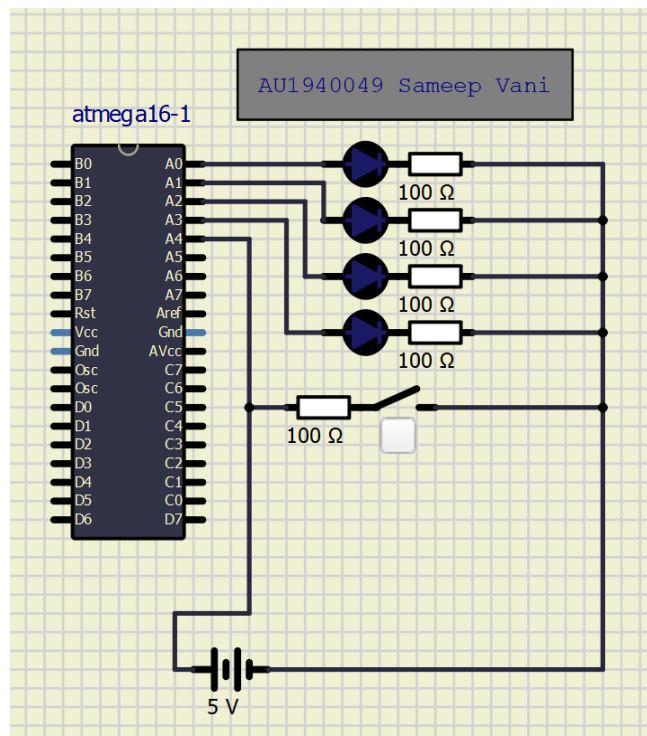 AU1940049 Sameep Vani
atmega16-1
B0 A0
B1 A1
B2 A2
B3 A3
B4 A4
B5 A5
B6 A6
B7 A7
Rst Aref
Vcc Gnd
Gnd AVcc
Osc C7
Osc C6
D0 C5
D1 C4
D2 C3
D3 C2
D4 C1
D5 C0
D6 D7
100 Ω
100 Ω
100 Ω
100 Ω
100 Ω
5 V